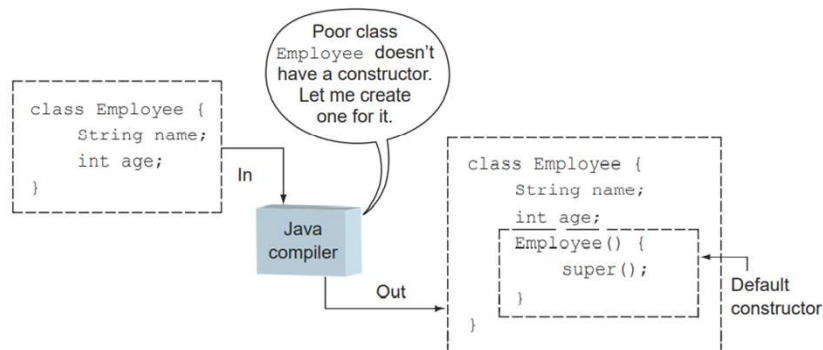 Poor class
Employee doesn't
have a constructor.
Let me create
one for it.
class Employee {
String name;
int age;
}
In
Java
compiler
Out
class Employee {
String name;
int age;
Employee() {
super();
}
}
Default
constructor